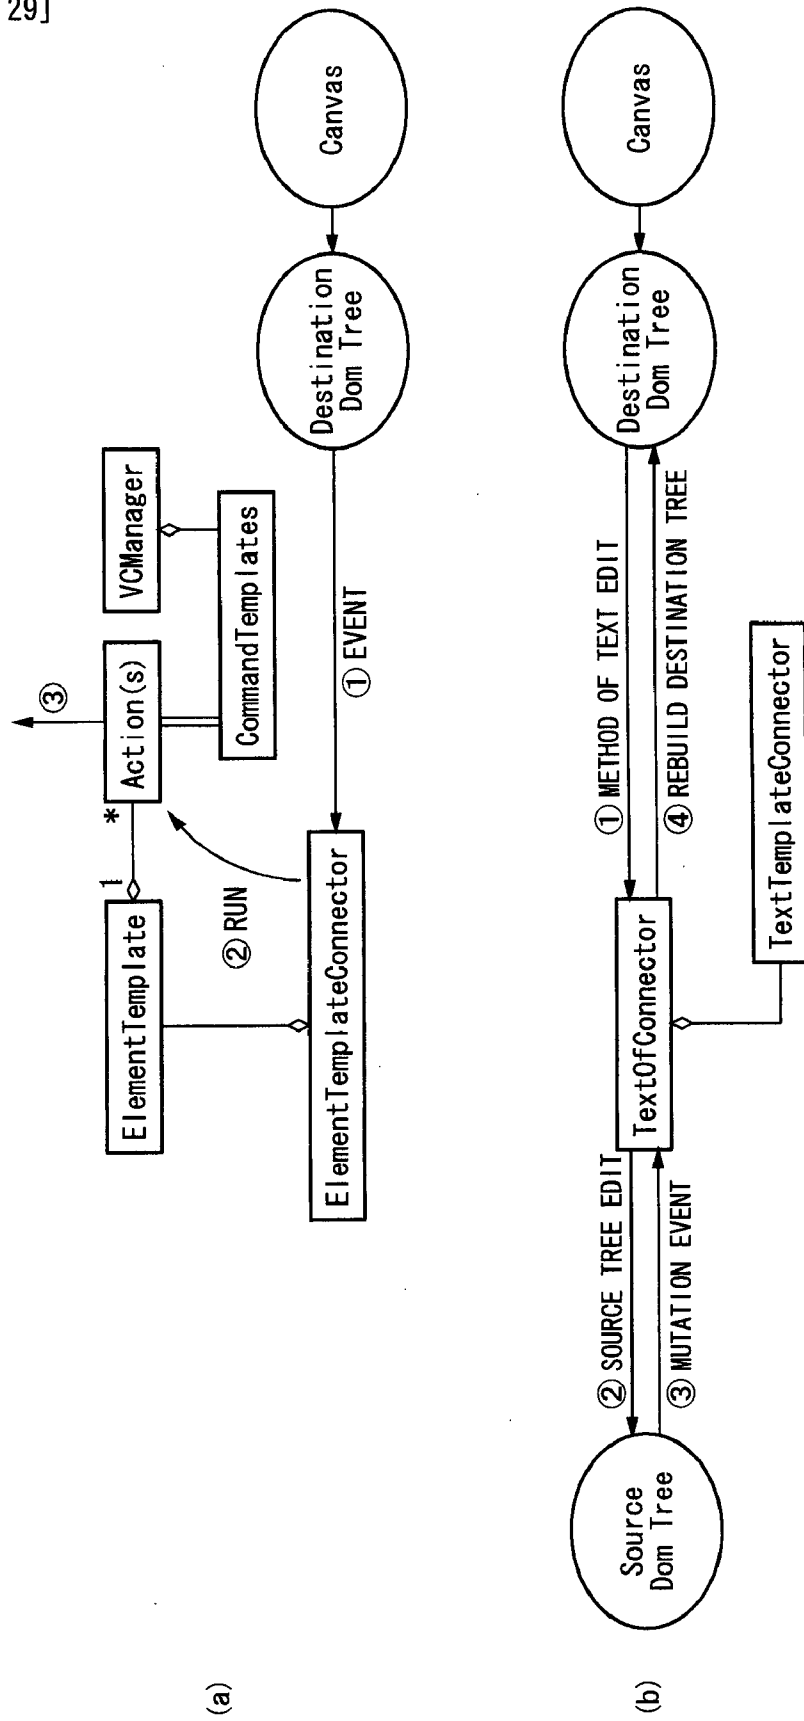 29]
(a)
ElementTemplate
1
*
Action(s)
③
VCManager
CommandTemplates
② RUN
ElementTemplateConnector
① EVENT
Destination
Dom Tree
Canvas
(b)
Source
Dom Tree
② SOURCE TREE EDIT
③ MUTATION EVENT
TextOfConnector
① METHOD OF TEXT EDIT
④ REBUILD DESTINATION TREE
Destination
Dom Tree
Canvas
TextTemplateConnector